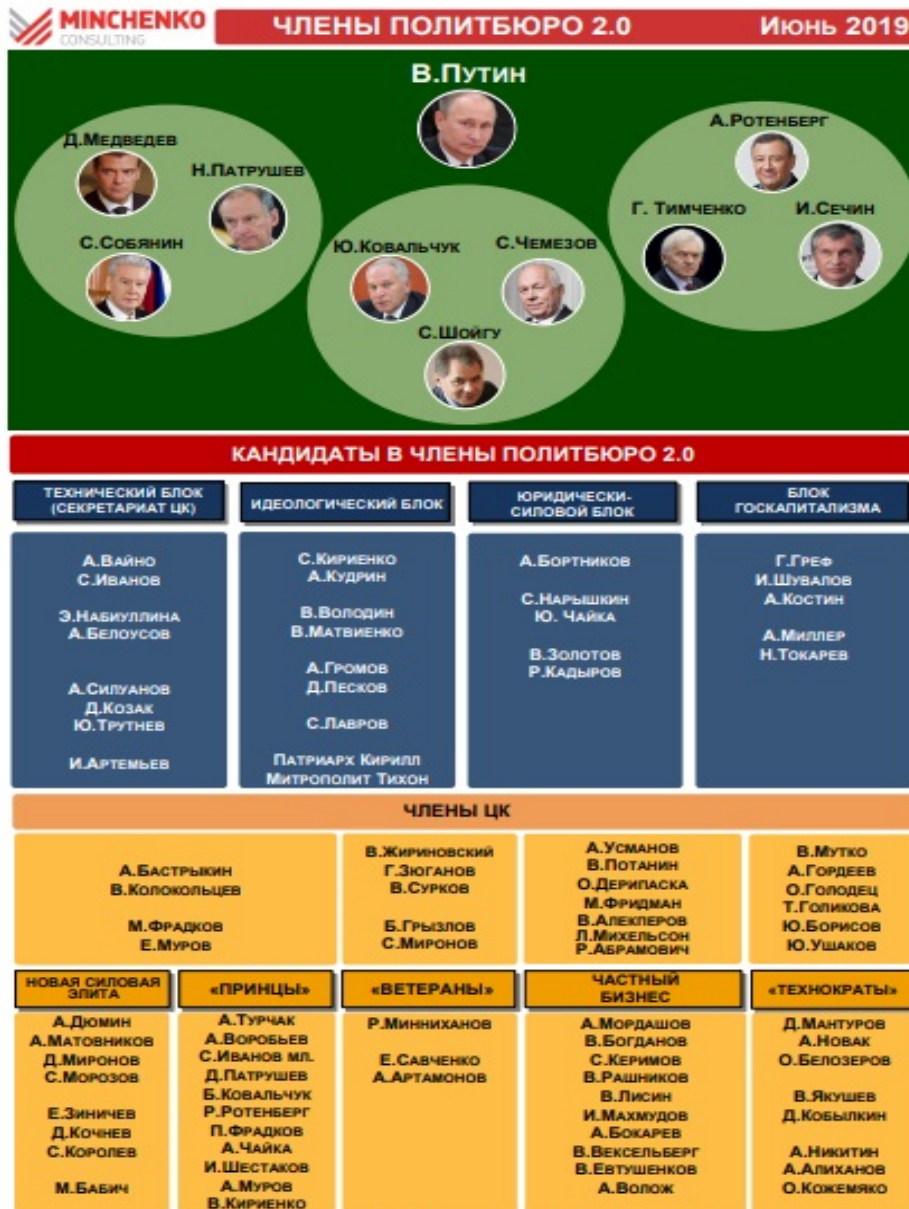 MINCHENKO
CONSULTING
ЧЛЕНЫ ПОЛИТБЮРО 2.0
ИЮНЬ 2019
В.ПУТИН
Д.МЕДВЕДЕВ
Н.ПАТРУШЕВ
С.СОБЯНИН
Ю.КОВАЛЬЧУК
С.ЧЕМЕЗОВ
С.ШОЙГУ
А.РОТЕНБЕРГ
Г. ТИМЧЕНКО
И.СЕЧИН
КАНДИДАТЫ В ЧЛЕНЫ ПОЛИТБЮРО 2.0
ТЕХНИЧЕСКИЙ БЛОК
(СЕКРЕТАРИАТ ЦК)
А.ВАЙНО
С.ИВАНОВ
Э.НАБИУЛЛИНА
А.БЕЛОУСОВ
А.СИЛУАНОВ
Д.КОЗАК
Ю.ТРУТНЕВ
И.АРТЕМЬЕВ
ИДЕОЛОГИЧЕСКИЙ БЛОК
С.КИРИЕНКО
А.КУДРИН
В.ВОЛОДИН
В.МАТВИЕНКО
А.ГРОМОВ
Д.ПЕСКОВ
С.ЛАВРОВ
ПАТРИАРХ КИРИЛЛ
МИТРОПОЛИТ ТИХОН
ЮРИДИЧЕСКИ-
СИЛОВОЙ БЛОК
А.БОРТНИКОВ
С.НАРЫШКИН
Ю. ЧАЙКА
В.ЗОЛОТОВ
Р.КАДЫРОВ
БЛОК
ГОСКАПИТАЛИЗМА
Г.ГРЕФ
И.ШУВАЛОВ
А.КОСТИН
А.МИЛЛЕР
Н.ТОКАРЕВ
ЧЛЕНЫ ЦК
А.БАСТРЫКИН
В.КОЛОКОЛЬЦЕВ
М.ФРАДКОВ
Е.МУРОВ
В.ЖИРИНОВСКИЙ
Г.ЗЮГАНОВ
В.СУРКОВ
Б.ГРЫЗЛОВ
С.МИРОНОВ
А.УСМАНОВ
В.ПОТАНИН
О.ДЕРИПАСКА
М.ФРИДМАН
В.АЛЕКПЕРОВ
Л.МИХЕЛЬСОН
Р.АБРАМОВИЧ
В.МУТКО
А.ГОРДЕЕВ
О.ГОЛОДЕЦ
Т.ГОЛИКОВА
Ю.БОРИСОВ
Ю.УШАКОВ
НОВАЯ СИЛОВАЯ
ЭЛИТА
А.ДЮМИН
А.МАТОВНИКОВ
Д.МИРОНОВ
С.МОРОЗОВ
Е.ЗИНИЧЕВ
Д.КОЧНЕВ
С.КОРОЛЕВ
М.БАБИЧ
«ПРИНЦЫ»
А.ТУРЧАК
А.ВОРОБЬЕВ
С.ИВАНОВ МЛ.
Д.ПАТРУШЕВ
Б.КОВАЛЬЧУК
Р.РОТЕНБЕРГ
П.ФРАДКОВ
А.ЧАЙКА
И.ШЕСТАКОВ
А.МУРОВ
В.КИРИЕНКО
«ВЕТЕРАНЫ»
Р.МИННИХАНОВ
Е.САВЧЕНКО
А.АРТАМОНОВ
ЧАСТНЫЙ
БИЗНЕС
А.МОРДАШОВ
В.БОГДАНОВ
С.КЕРИМОВ
В.РАШНИКОВ
В.ЛИСИН
И.МАХМУДОВ
А.БОКАРЕВ
В.ВЕКСЕЛЬБЕРГ
В.ЕВТУШЕНКОВ
А.ВОЛОЖ
«ТЕХНОКРАТЫ»
Д.МАНТУРОВ
А.НОВАК
О.БЕЛОЗЕРОВ
В.ЯКУШЕВ
Д.КОБЫЛКИН
А.НИКИТИН
А.АЛИХАНОВ
О.КОЖЕМЯКО